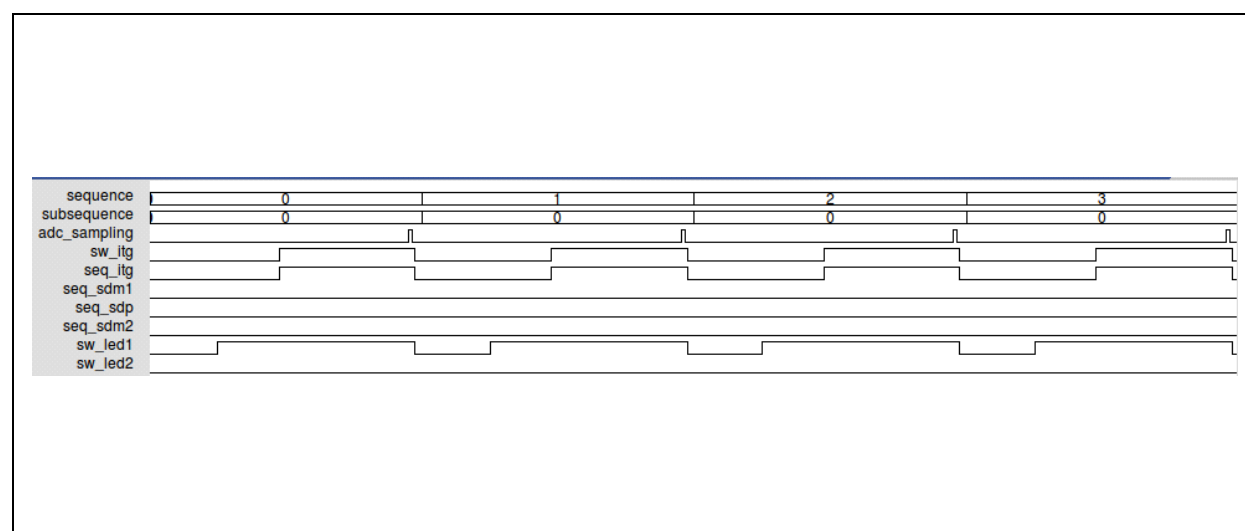 sequence 0 1 2 3
subsequence 0 0 0 0
adc_sampling
sw_itg
seq_itg
seq_sdm1
seq_sdp
seq_sdm2
sw_led1
sw_led2